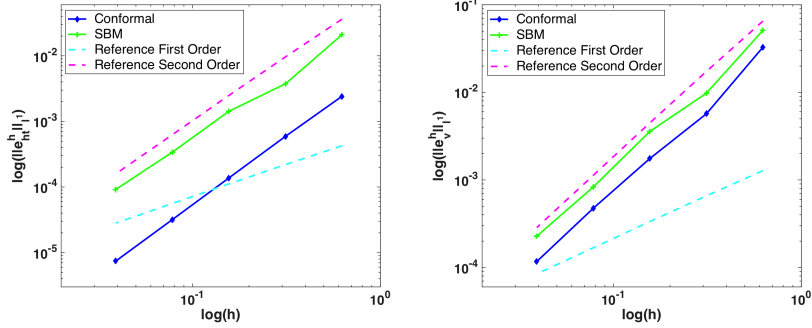 Conformal
SBM
Reference First Order
Reference Second Order
10^-2
10^-3
10^-4
10^-5
log(||e^h_ht||_l^1)
10^-1
10^0
log(h)
Conformal
SBM
Reference First Order
Reference Second Order
10^-1
10^-2
10^-3
10^-4
log(||e^h_v||_l^1)
10^-1
10^0
log(h)